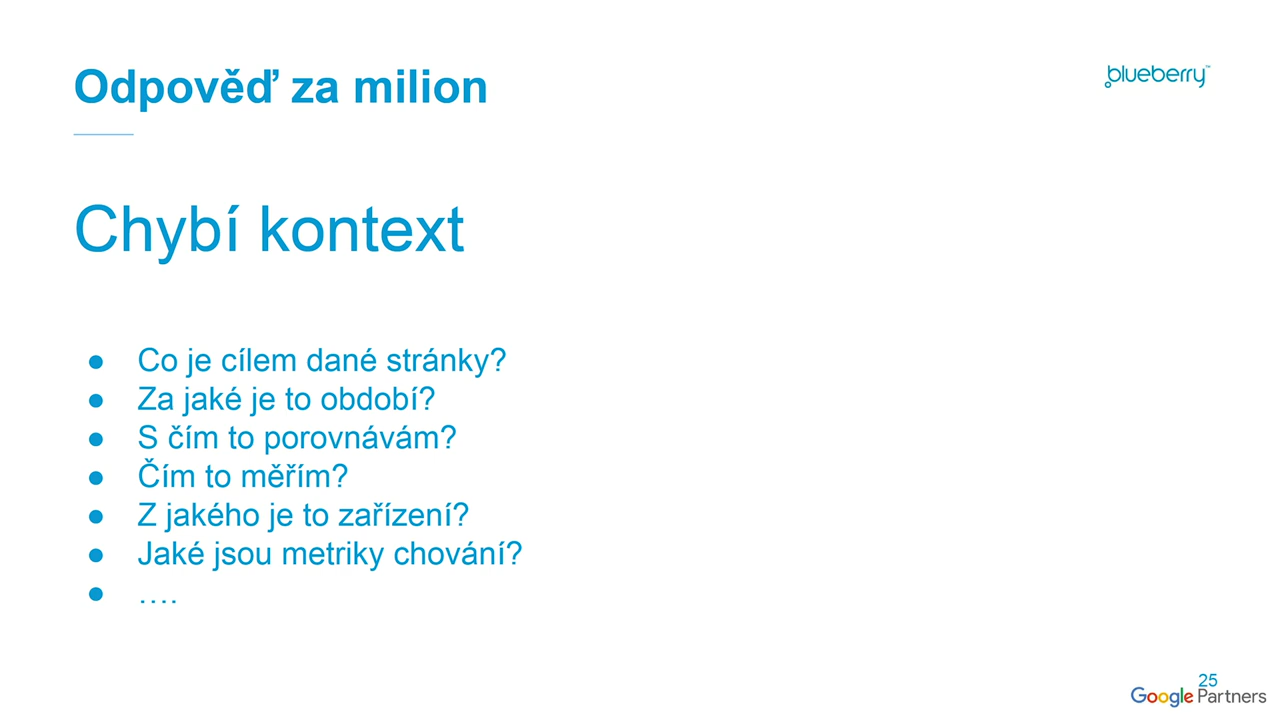 Odpověď za milion
blueberry™
Chybí kontext
● Co je cílem dané stránky?
● Za jaké je to období?
● S čím to porovnávám?
● Čím to měřím?
● Z jakého je to zařízení?
● Jaké jsou metriky chování?
● ….
25
Google Partners